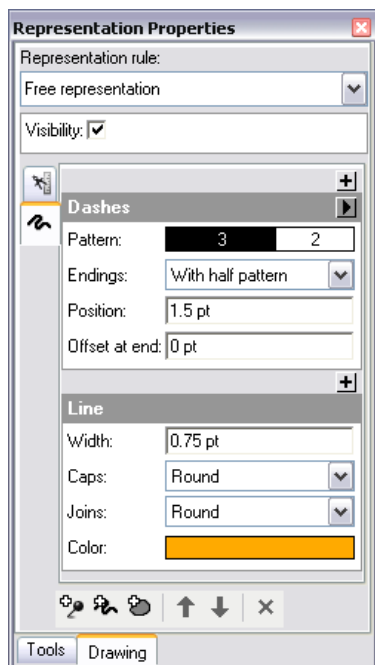 Representation Properties
Representation rule:
Free representation
Visibility:
Dashes
Pattern: 3 2
Endings: With half pattern
Position: 1.5 pt
Offset at end: 0 pt
Line
Width: 0.75 pt
Caps: Round
Joins: Round
Color:
Tools Drawing